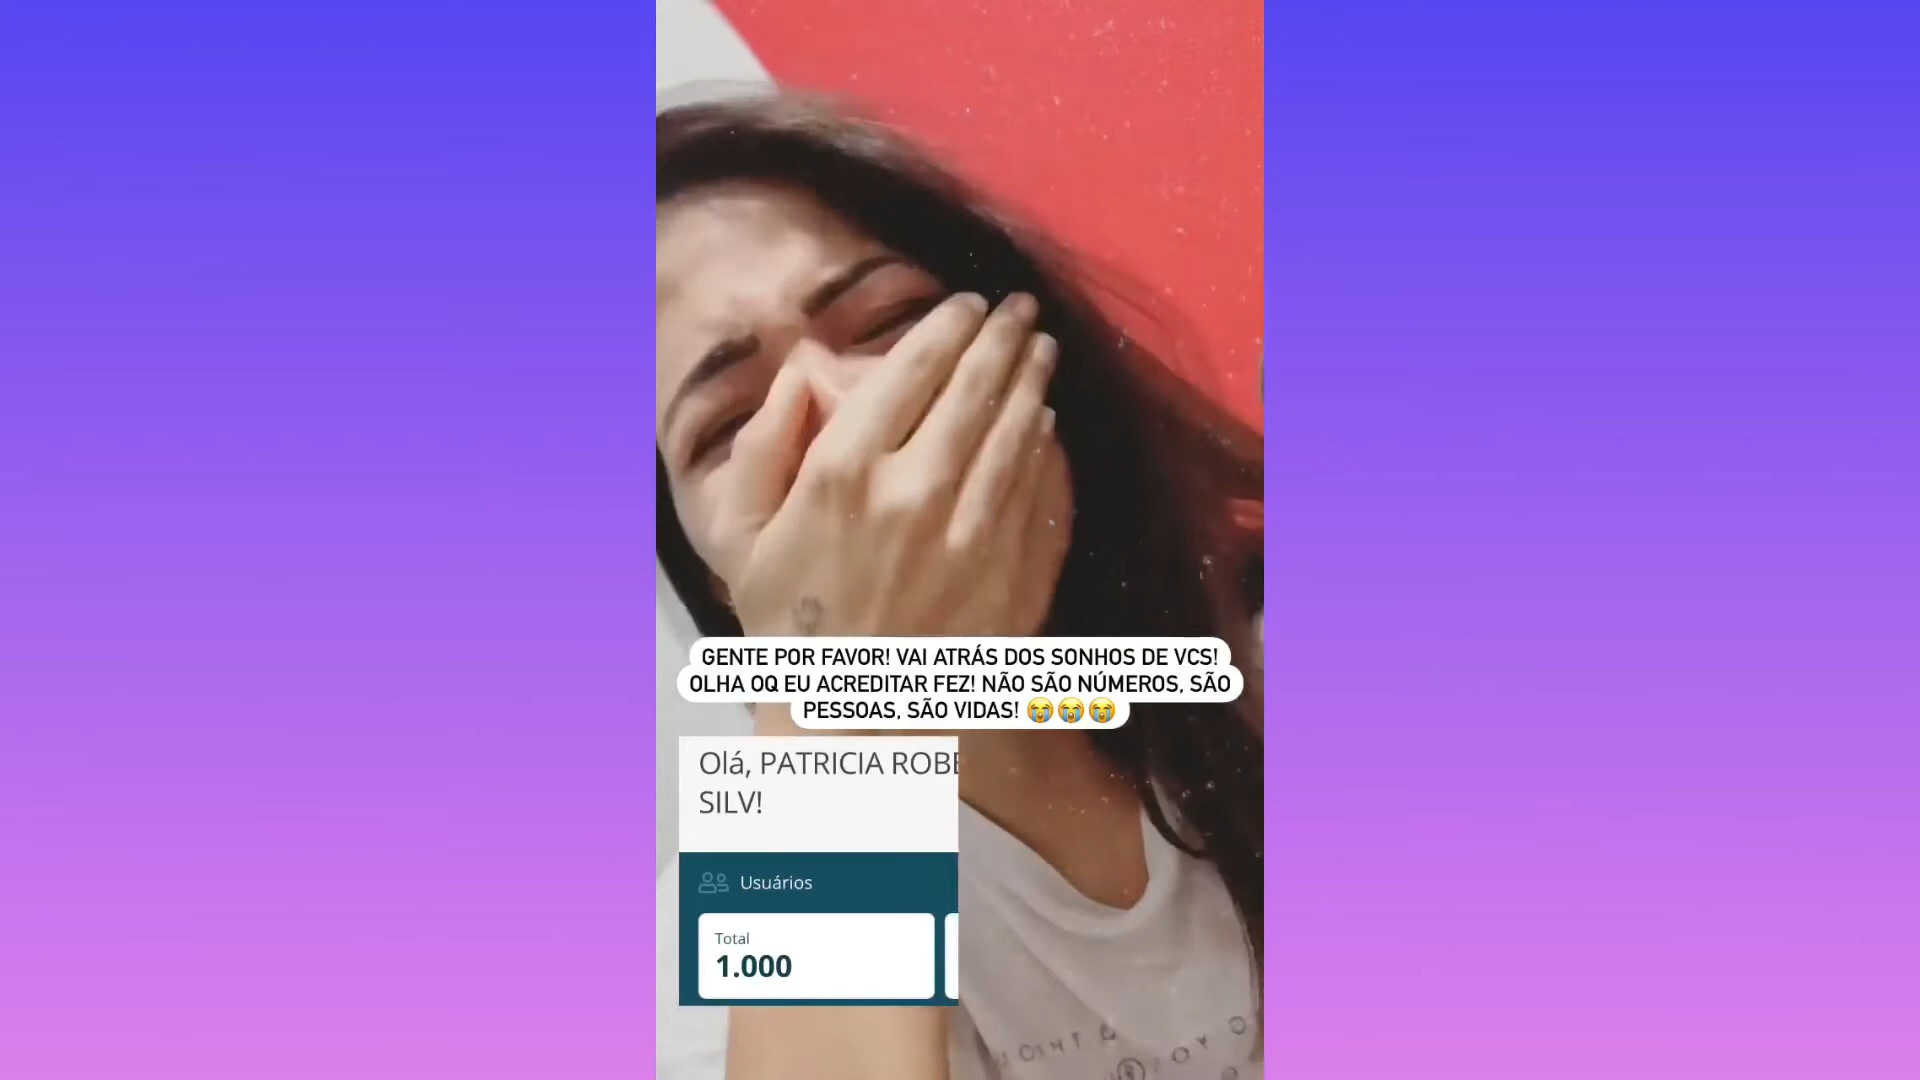 GENTE POR FAVOR! VAI ATRÁS DOS SONHOS DE VCS!
OLHA OQ EU ACREDITAR FEZ! NÃO SÃO NÚMEROS, SÃO
PESSOAS, SÃO VIDAS! 😭😭😭
Olá, PATRICIA ROBE
SILV!
Usuários
Total
1.000